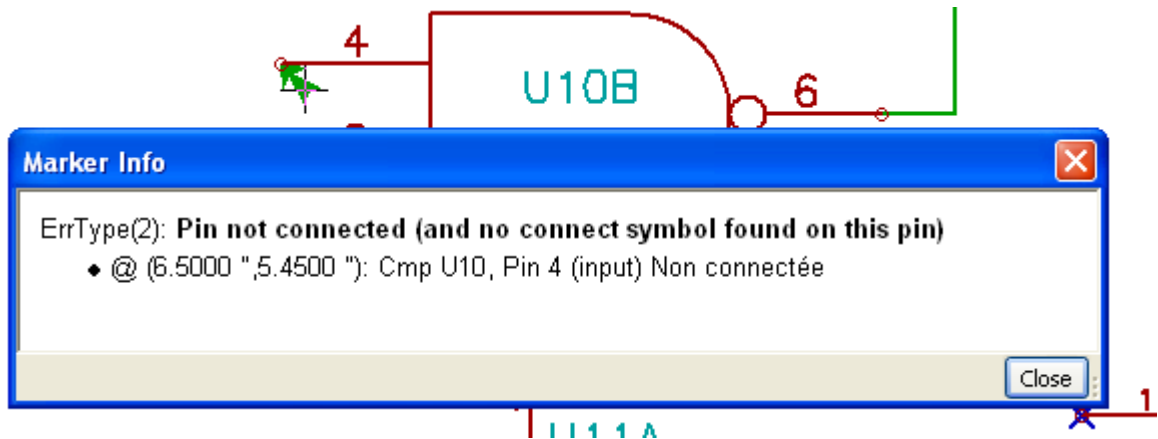 4
U10B
6
Marker Info
ErrType(2): Pin not connected (and no connect symbol found on this pin)
• @ (6.5000 ",5.4500 "): Cmp U10, Pin 4 (input) Non connectée
Close
1
U11A